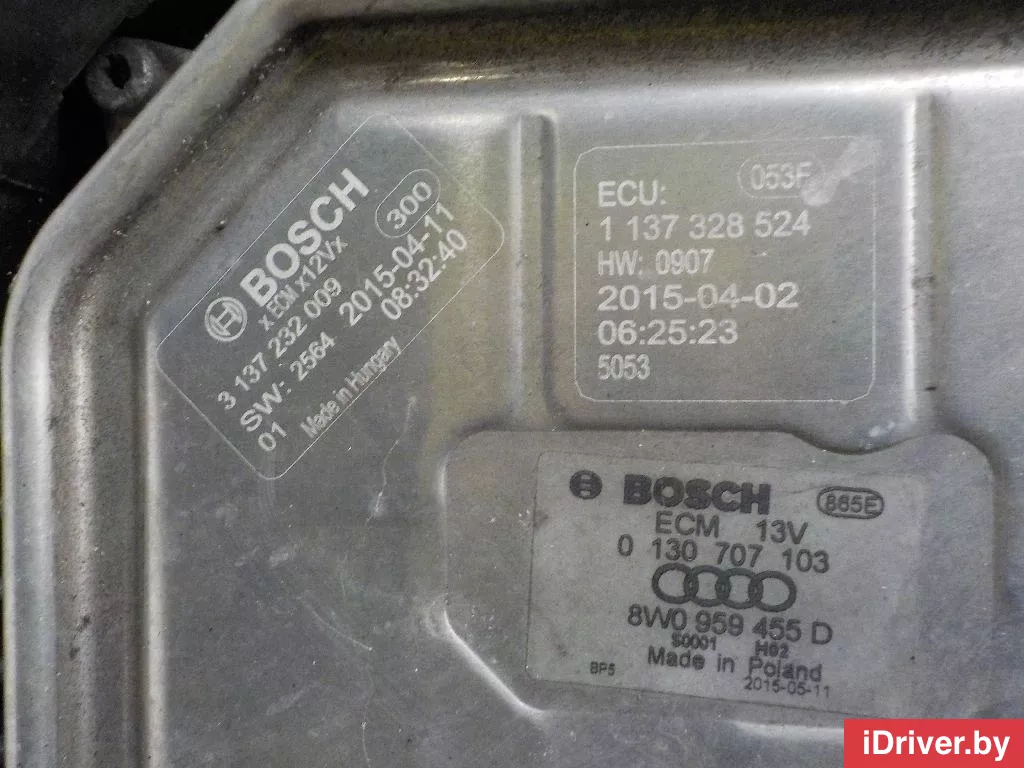 BOSCH 300
x ECM x12Vx
3 137 232 009
SW: 2564 2015-04-11
01 08:32:40
Made in Hungary
053F
ECU:
1 137 328 524
HW: 0907
2015-04-02
06:25:23
5053
BOSCH 865E
ECM 13V
0 130 707 103
8W0 959 455 D
S0001 H02
Made in Poland
BP5 2015-05-11
iDriver.by